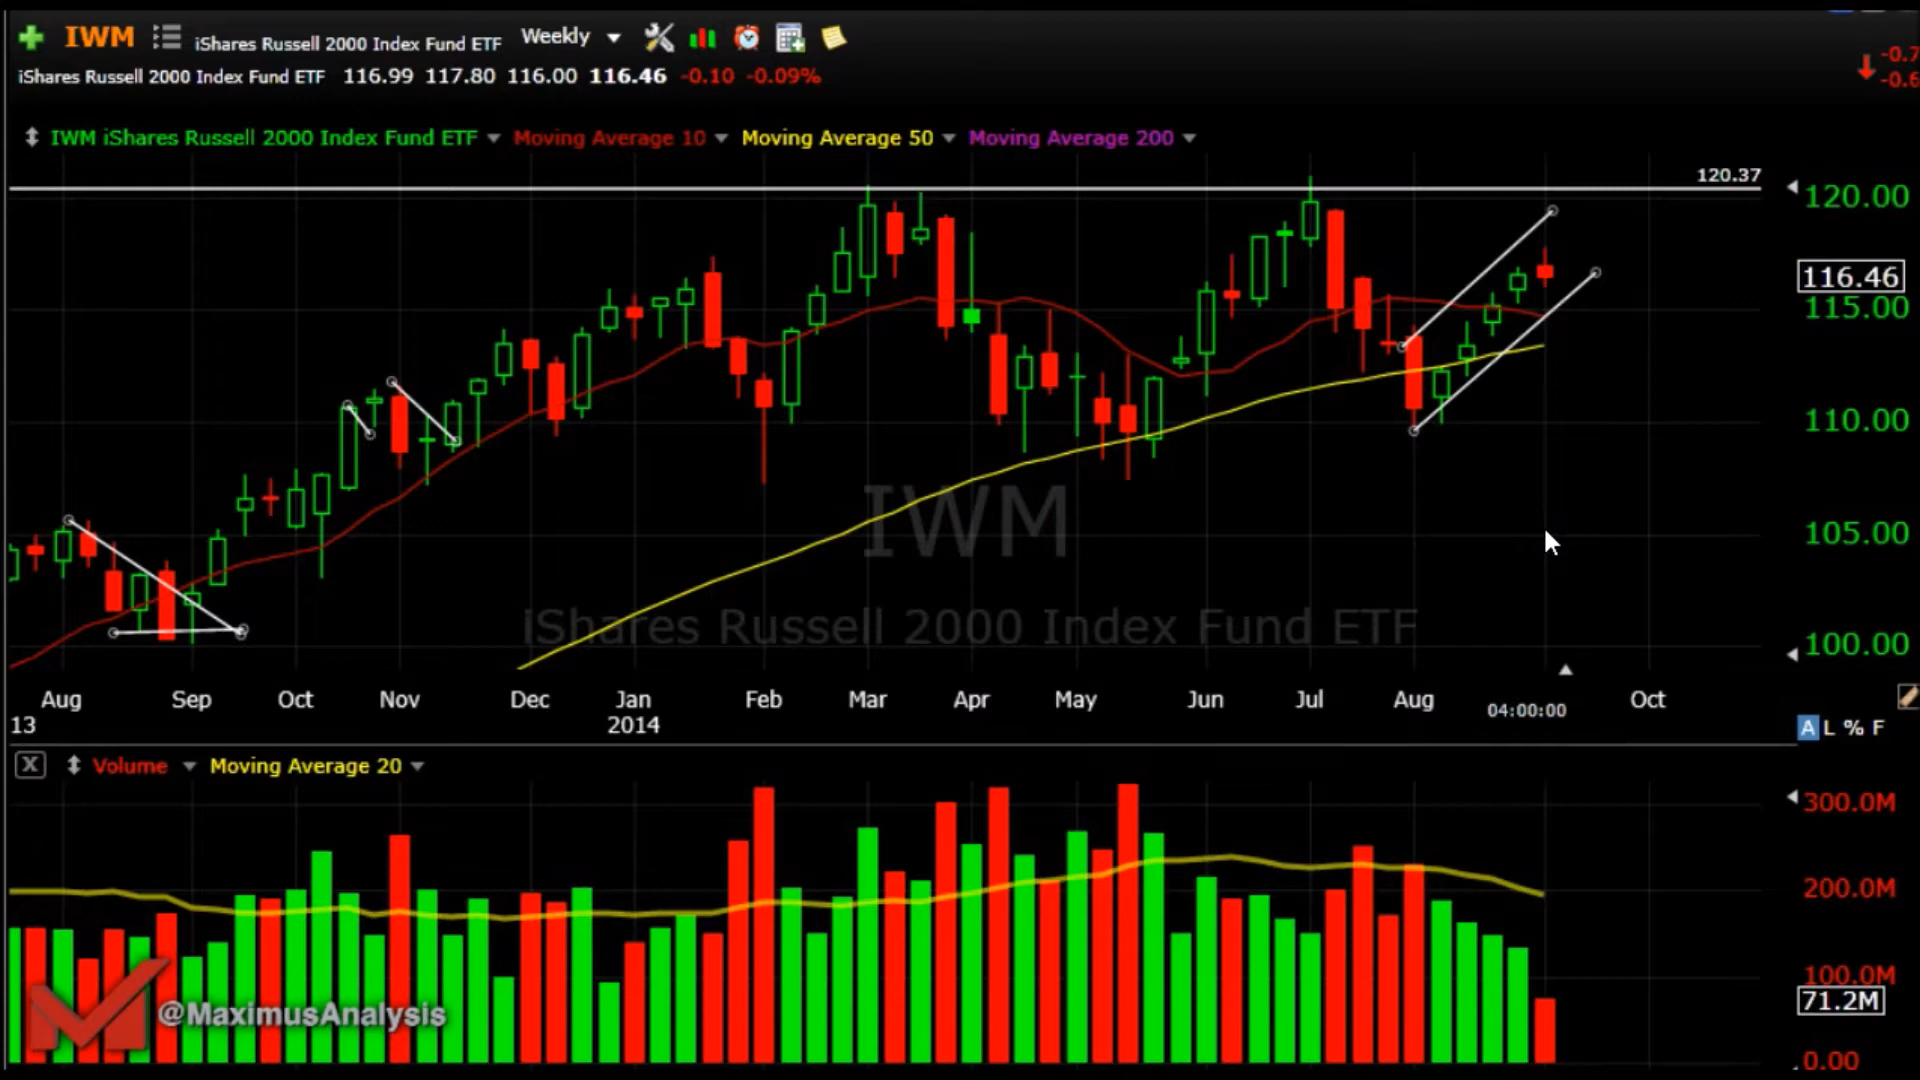 IWM iShares Russell 2000 Index Fund ETF Weekly
iShares Russell 2000 Index Fund ETF 116.99 117.80 116.00 116.46 -0.10 -0.09%
IWM iShares Russell 2000 Index Fund ETF Moving Average 10 Moving Average 50 Moving Average 200
120.37
120.00
116.46
115.00
110.00
105.00
100.00
IWM
iShares Russell 2000 Index Fund ETF
Aug Sep Oct Nov Dec Jan Feb Mar Apr May Jun Jul Aug 04:00:00 Oct
13 2014
A L % F
X Volume Moving Average 20
300.0M
200.0M
100.0M
71.2M
0.00
@MaximusAnalysis